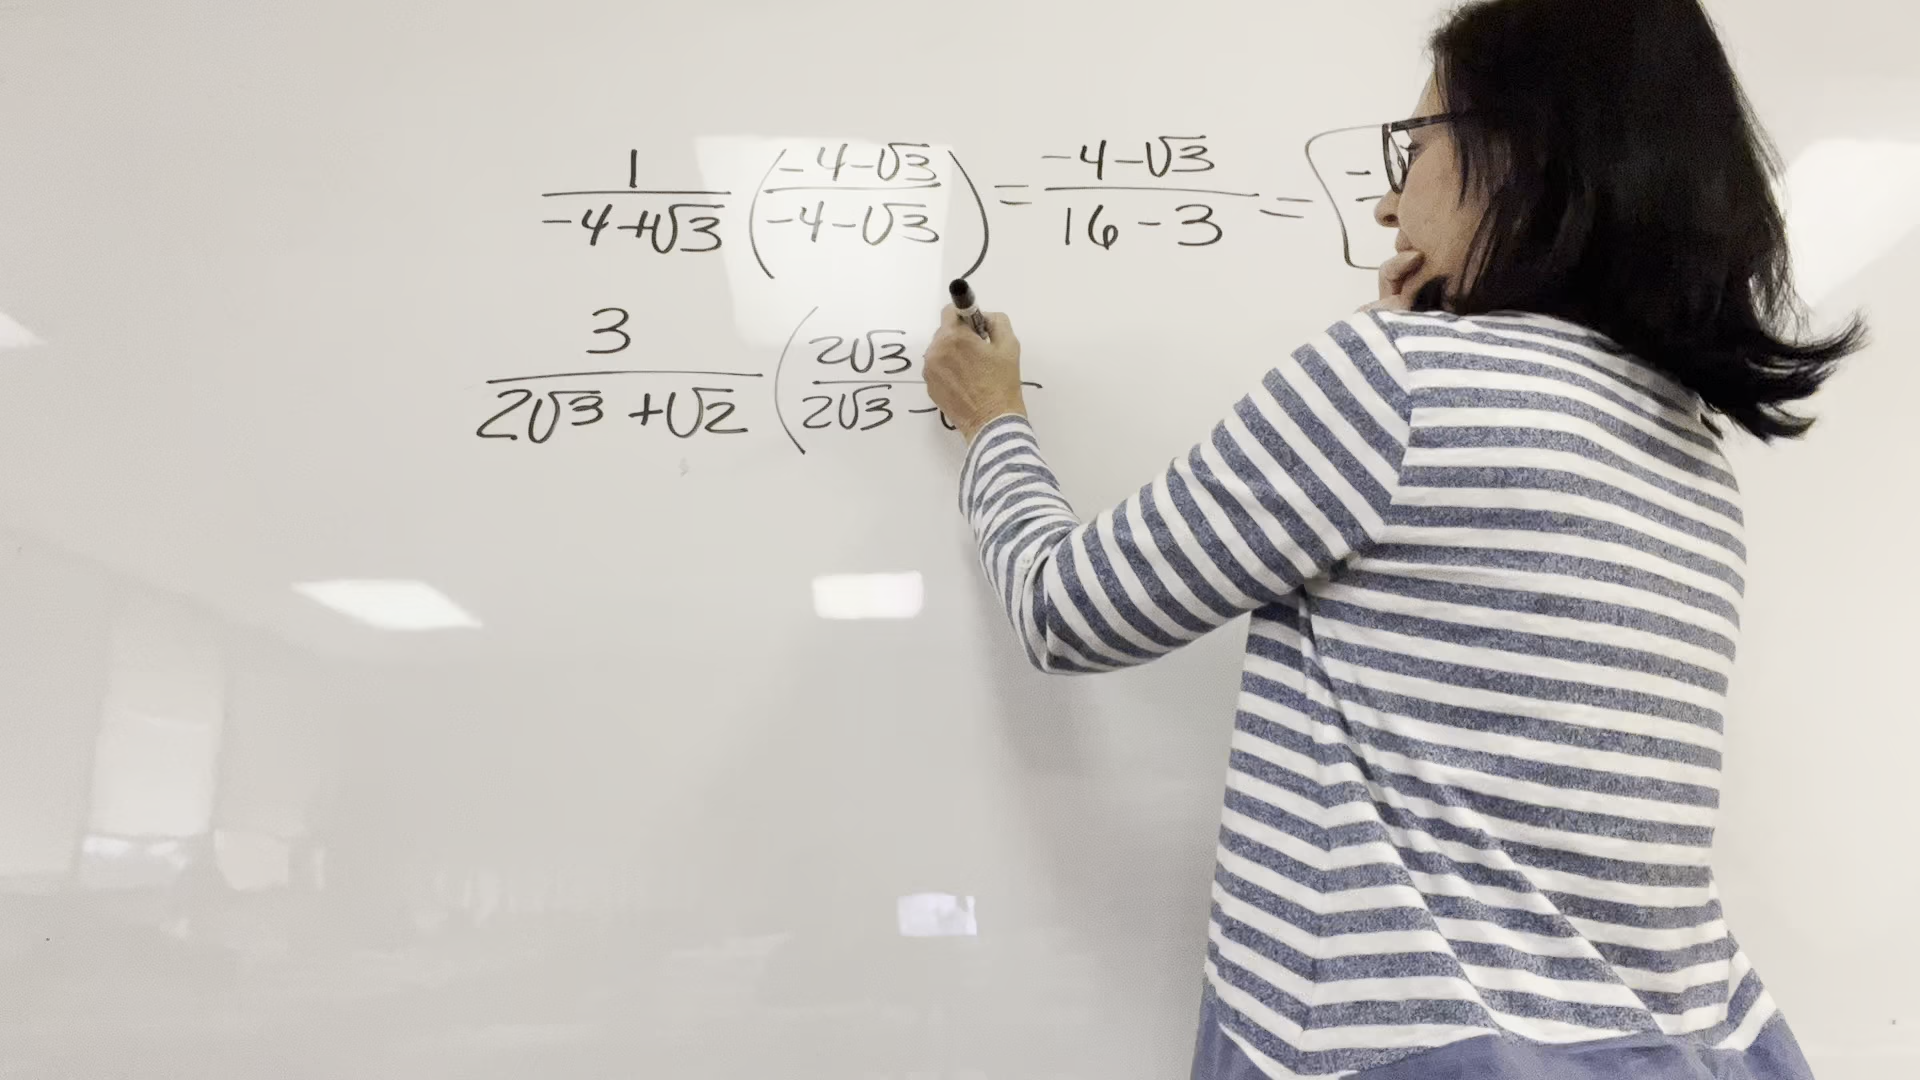 1/(-4+√3) ((-4-√3)/(-4-√3)) = (-4-√3)/(16-3) = -
3/(2√3+√2) (2√3/(2√3-